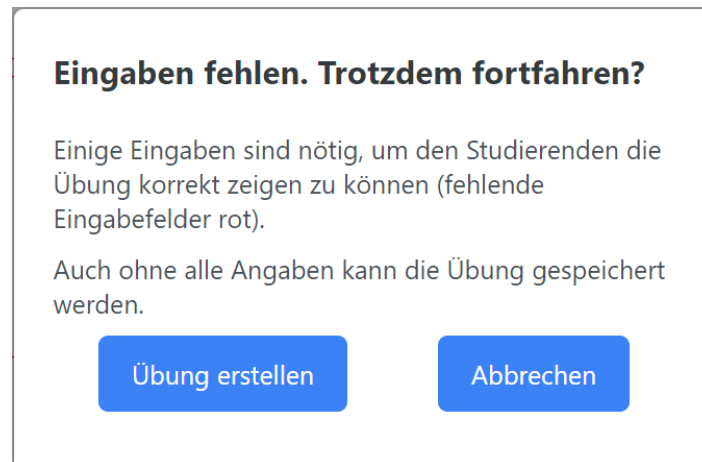 Eingaben fehlen. Trotzdem fortfahren?
Einige Eingaben sind nötig, um den Studierenden die
Übung korrekt zeigen zu können (fehlende
Eingabefelder rot).
Auch ohne alle Angaben kann die Übung gespeichert
werden.
Übung erstellen
Abbrechen